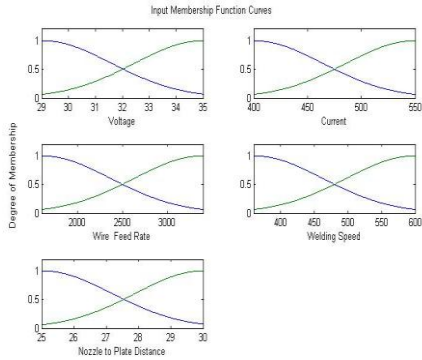 Input Membership Function Curves
1
0.5
0
29 30 31 32 33 34 35
Voltage
1
0.5
0
400 450 500 550
Current
Degree of Membership
1
0.5
0
2000 2500 3000
Wire Feed Rate
1
0.5
0
400 450 500 550 600
Welding Speed
1
0.5
0
25 26 27 28 29 30
Nozzle to Plate Distance